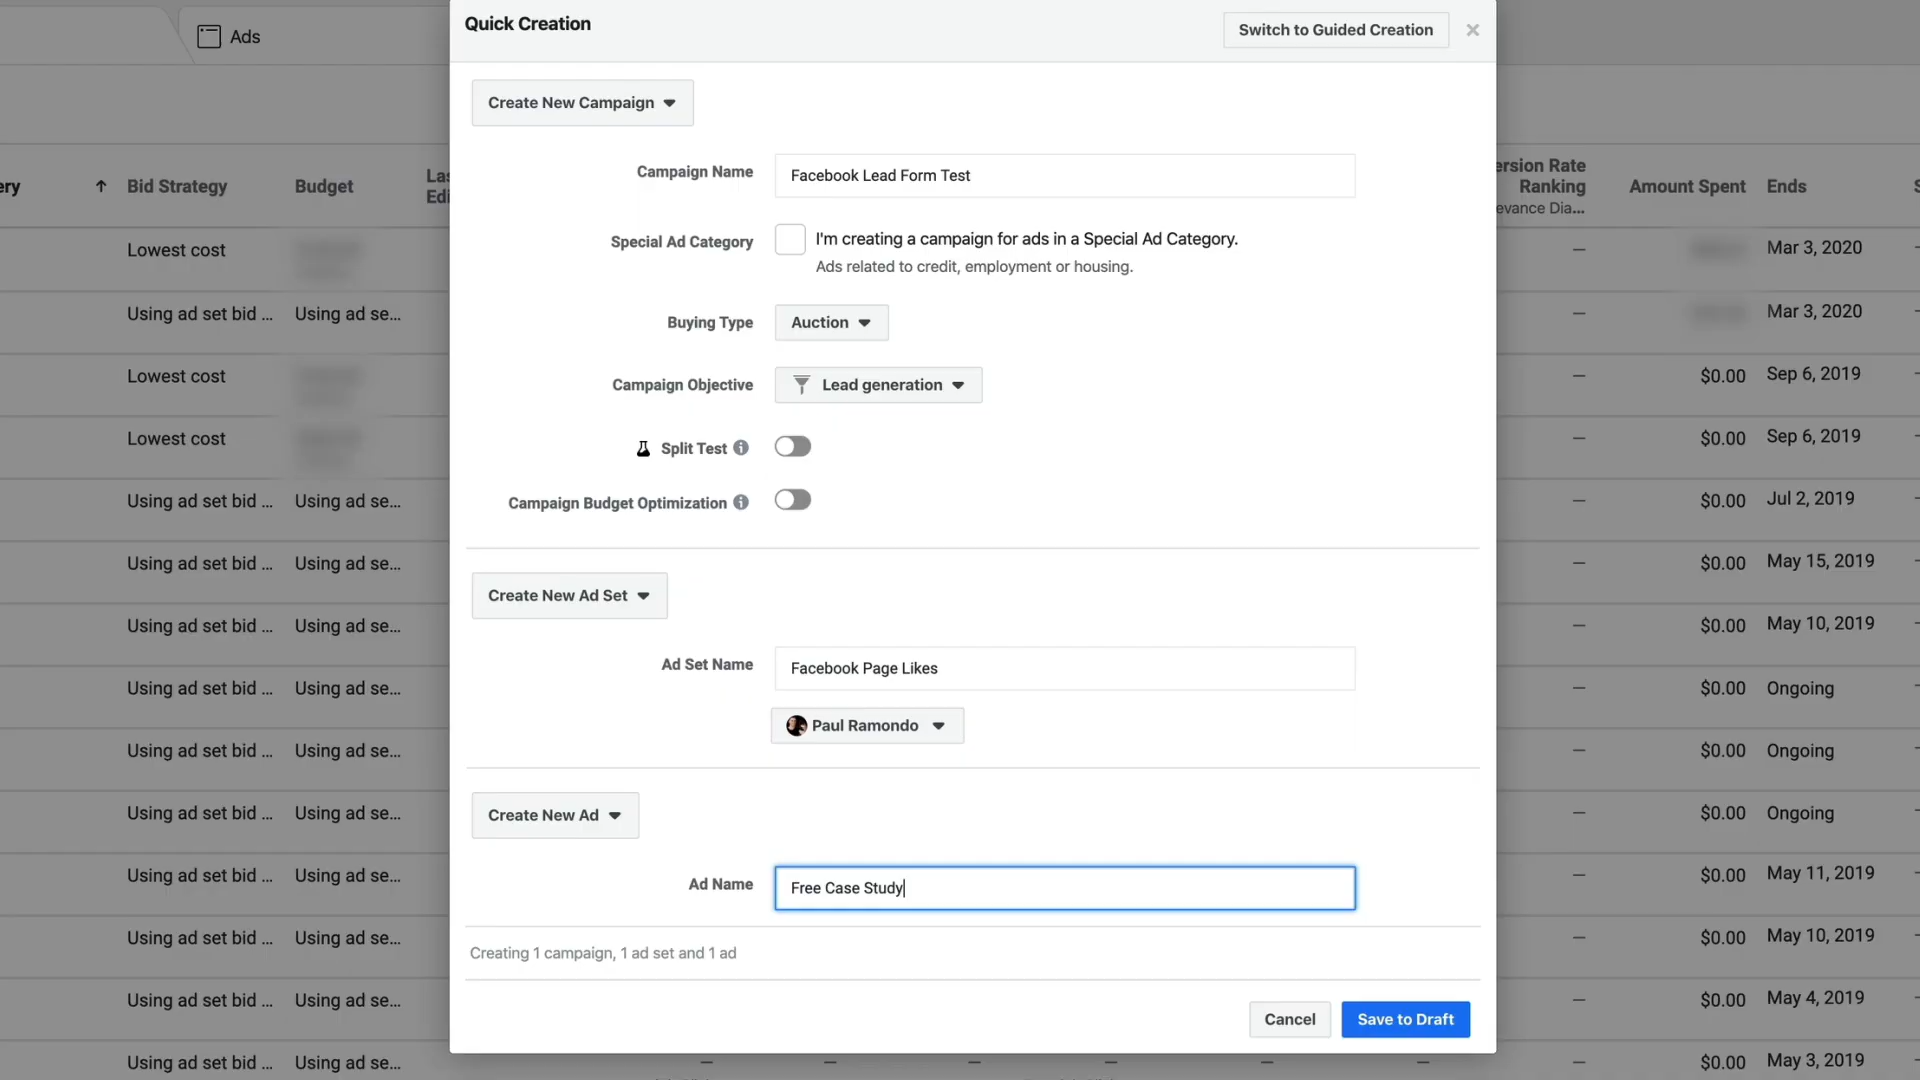 Quick Creation
Switch to Guided Creation
Ads
Create New Campaign
Campaign Name
Facebook Lead Form Test
Special Ad Category
I'm creating a campaign for ads in a Special Ad Category.
Ads related to credit, employment or housing.
Buying Type
Auction
Campaign Objective
Lead generation
Split Test
Campaign Budget Optimization
Create New Ad Set
Ad Set Name
Facebook Page Likes
Paul Ramondo
Create New Ad
Ad Name
Free Case Study
Creating 1 campaign, 1 ad set and 1 ad
Cancel
Save to Draft
ery Bid Strategy Budget
Las
Edi
ersion Rate
Ranking
evance Dia...
Amount Spent Ends
Lowest cost — Mar 3, 2020
Using ad set bid ... Using ad se... — Mar 3, 2020
Lowest cost — $0.00 Sep 6, 2019
Lowest cost — $0.00 Sep 6, 2019
Using ad set bid ... Using ad se... — $0.00 Jul 2, 2019
Using ad set bid ... Using ad se... — $0.00 May 15, 2019
Using ad set bid ... Using ad se... — $0.00 May 10, 2019
Using ad set bid ... Using ad se... — $0.00 Ongoing
Using ad set bid ... Using ad se... — $0.00 Ongoing
Using ad set bid ... Using ad se... — $0.00 Ongoing
Using ad set bid ... Using ad se... — $0.00 May 11, 2019
Using ad set bid ... Using ad se... — $0.00 May 10, 2019
Using ad set bid ... Using ad se... — $0.00 May 4, 2019
Using ad set bid ... Using ad se... — — — — — — — $0.00 May 3, 2019